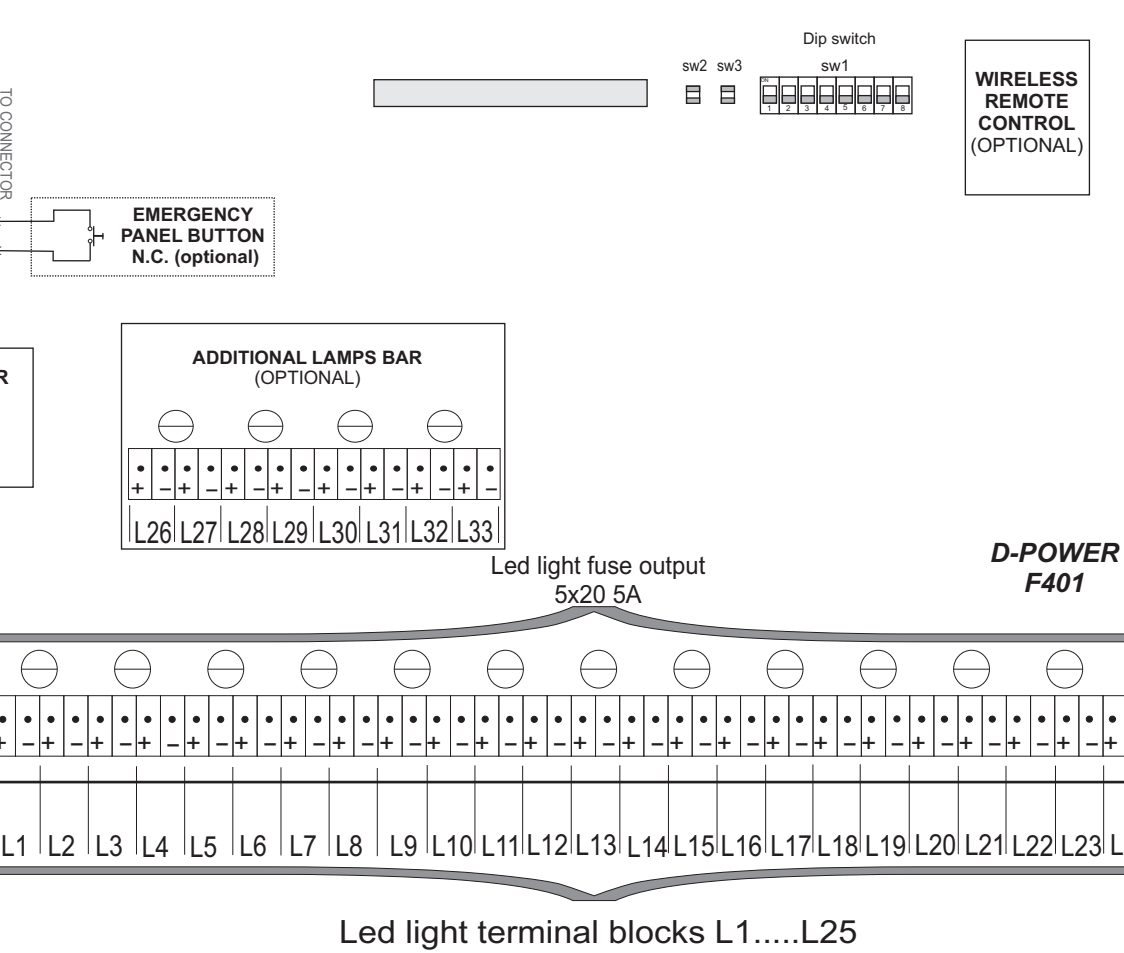 Dip switch
sw2 sw3 sw1
ON
1 2 3 4 5 6 7 8
WIRELESS
REMOTE
CONTROL
(OPTIONAL)
TO CONNECTOR
EMERGENCY
PANEL BUTTON
N.C. (optional)
R
ADDITIONAL LAMPS BAR
(OPTIONAL)
+ – + – + – + – + – + – + – + –
L26 L27 L28 L29 L30 L31 L32 L33
Led light fuse output
5x20 5A
D-POWER
F401
+ – + – + – + – + – + – + – + – + – + – + – + – + – + – + – + – + – + – + – + – + – + – + – +
L1 L2 L3 L4 L5 L6 L7 L8 L9 L10 L11 L12 L13 L14 L15 L16 L17 L18 L19 L20 L21 L22 L23 L
Led light terminal blocks L1.....L25